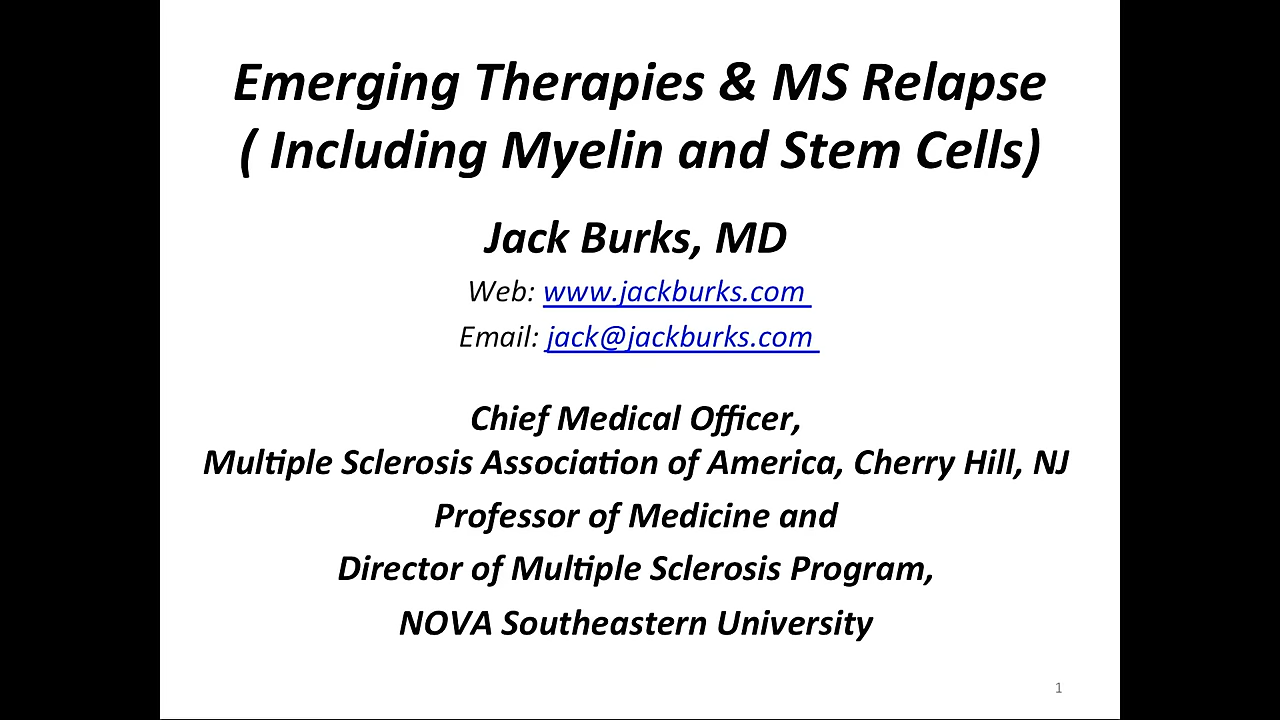 Emerging Therapies & MS Relapse
( Including Myelin and Stem Cells)
Jack Burks, MD
Web: www.jackburks.com
Email: jack@jackburks.com
Chief Medical Officer,
Multiple Sclerosis Association of America, Cherry Hill, NJ
Professor of Medicine and
Director of Multiple Sclerosis Program,
NOVA Southeastern University
1